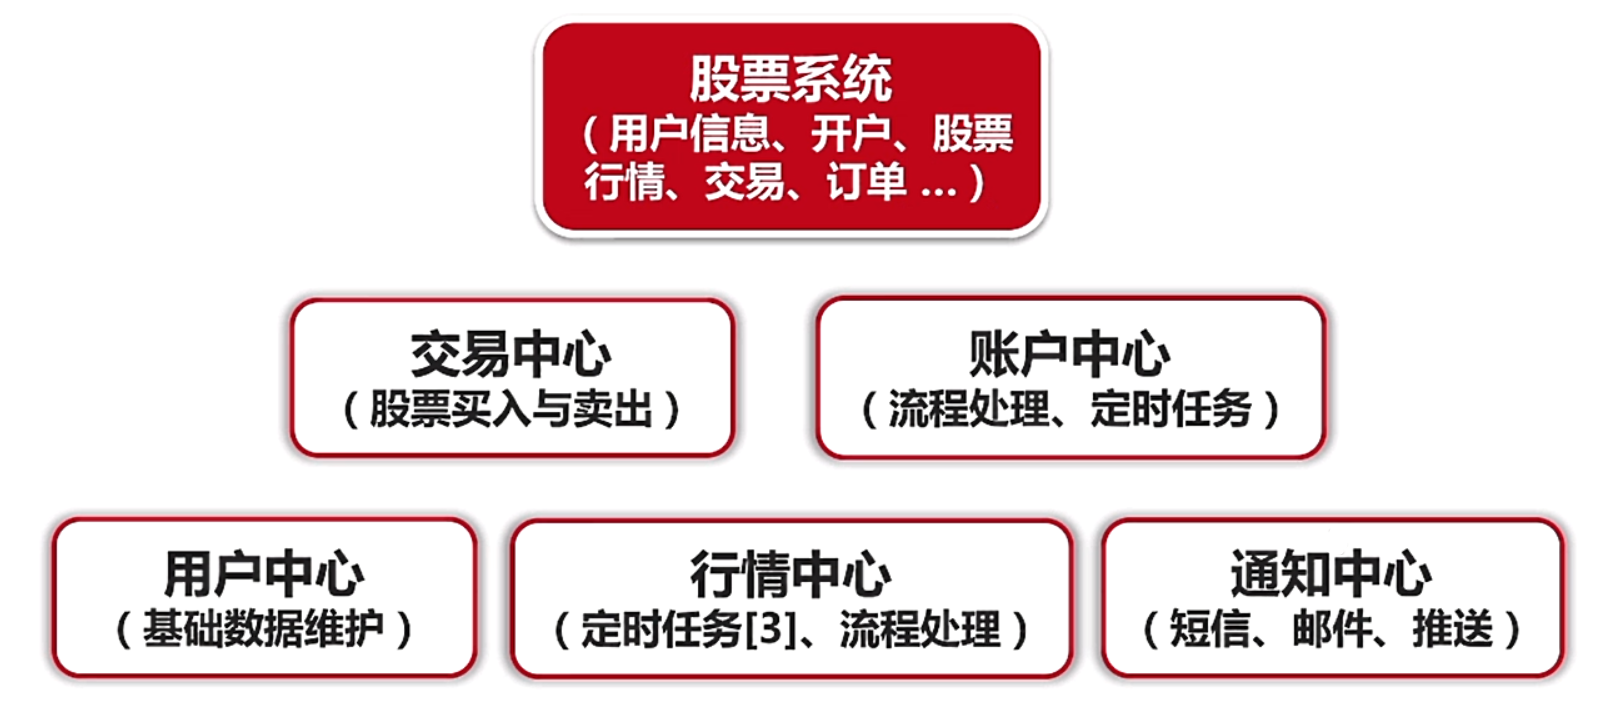 股票系统
（用户信息、开户、股票
行情、交易、订单 ...）
交易中心
（股票买入与卖出）
账户中心
（流程处理、定时任务）
用户中心
（基础数据维护）
行情中心
（定时任务[3]、流程处理）
通知中心
（短信、邮件、推送）